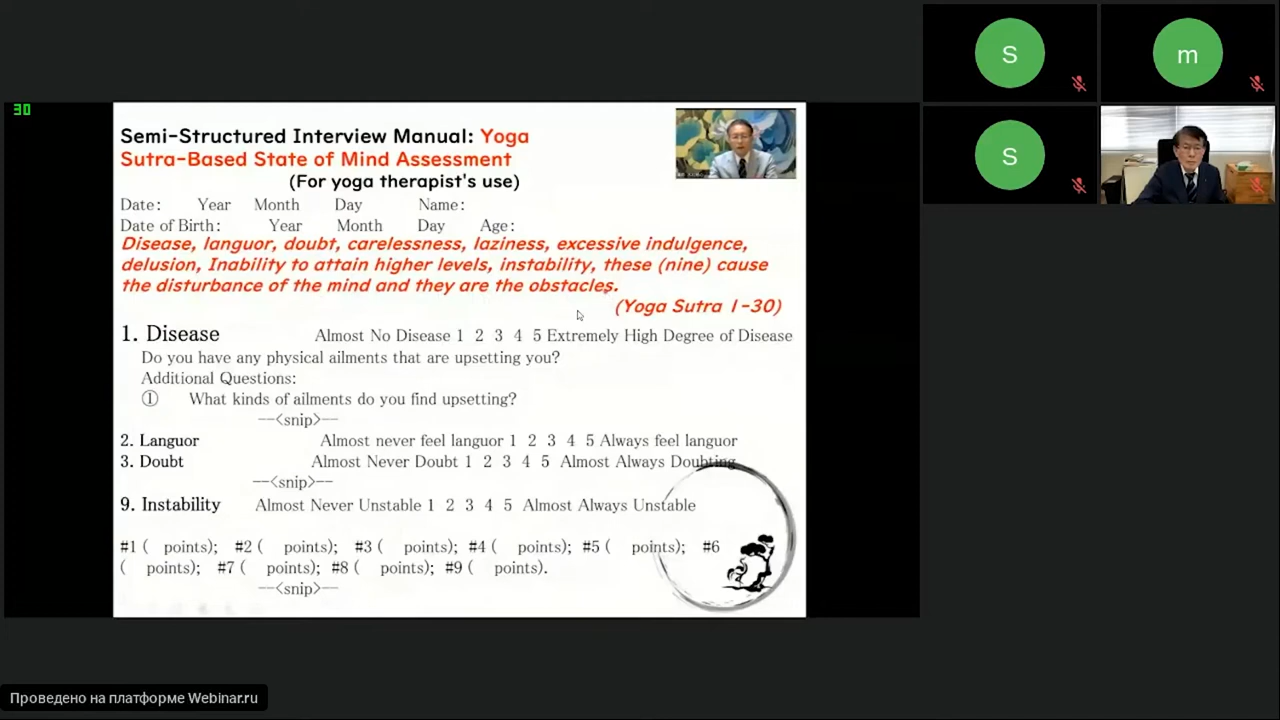 30
Semi-Structured Interview Manual: Yoga
Sutra-Based State of Mind Assessment
(For yoga therapist's use)
Date: Year Month Day Name:
Date of Birth: Year Month Day Age:
Disease, languor, doubt, carelessness, laziness, excessive indulgence,
delusion, Inability to attain higher levels, instability, these (nine) cause
the disturbance of the mind and they are the obstacles.
(Yoga Sutra 1-30)
1. Disease Almost No Disease 1 2 3 4 5 Extremely High Degree of Disease
Do you have any physical ailments that are upsetting you?
Additional Questions:
① What kinds of ailments do you find upsetting?
--<snip>--
2. Languor Almost never feel languor 1 2 3 4 5 Always feel languor
3. Doubt Almost Never Doubt 1 2 3 4 5 Almost Always Doubting
--<snip>--
9. Instability Almost Never Unstable 1 2 3 4 5 Almost Always Unstable
#1 ( points); #2 ( points); #3 ( points); #4 ( points); #5 ( points); #6
( points); #7 ( points); #8 ( points); #9 ( points).
--<snip>--
S
m
S
Проведено на платформе Webinar.ru